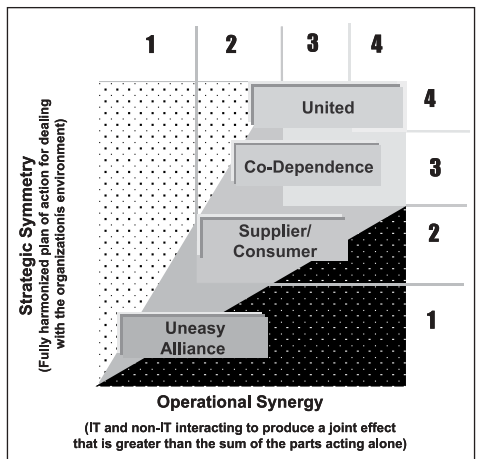 1 2 3 4
United
4
Co-Dependence
3
Supplier/
Consumer
2
Uneasy
Alliance
1
Strategic Symmetry
(Fully harmonized plan of action for dealing
with the organizationís environment)
Operational Synergy
(IT and non-IT interacting to produce a joint effect
that is greater than the sum of the parts acting alone)